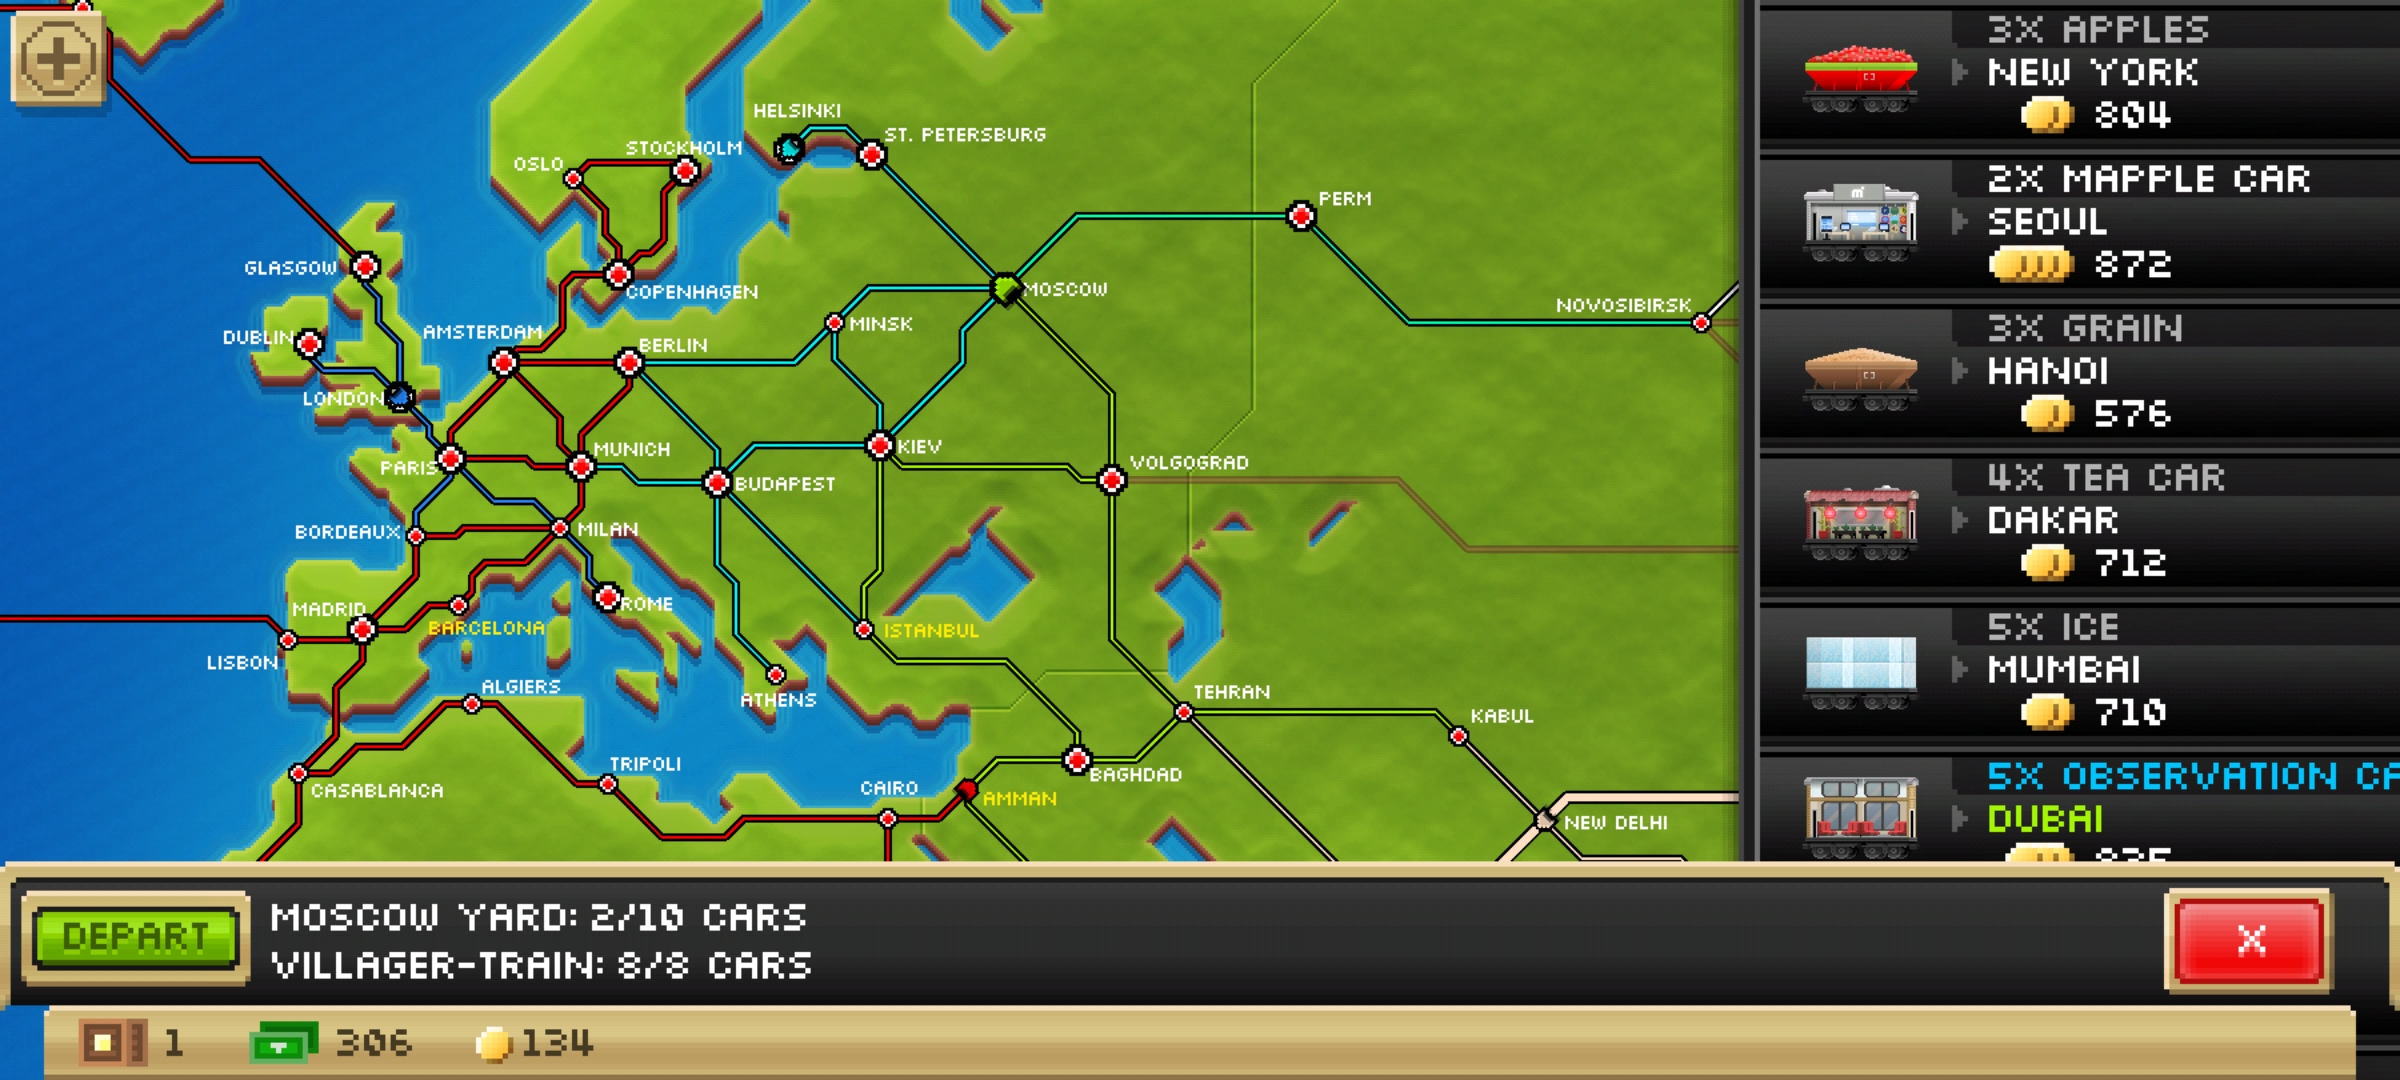 HELSINKI
ST. PETERSBURG
STOCKHOLM
OSLO
PERM
GLASGOW
COPENHAGEN
MOSCOW
NOVOSIBIRSK
DUBLIN
AMSTERDAM
BERLIN
MINSK
LONDON
PARIS
MUNICH
KIEV
VOLGOGRAD
BUDAPEST
BORDEAUX
MILAN
MADRID
ROME
BARCELONA
ISTANBUL
LISBON
ALGIERS
ATHENS
TEHRAN
KABUL
TRIPOLI
CASABLANCA
CAIRO
BAGHDAD
AMMAN
NEW DELHI
3X APPLES
NEW YORK
804
2X MAPPLE CAR
m
SEOUL
872
3X GRAIN
HANOI
576
4X TEA CAR
DAKAR
712
5X ICE
MUMBAI
710
5X OBSERVATION CA
DUBAI
DEPART
MOSCOW YARD: 2/10 CARS
VILLAGER-TRAIN: 8/8 CARS
X
1
306
134